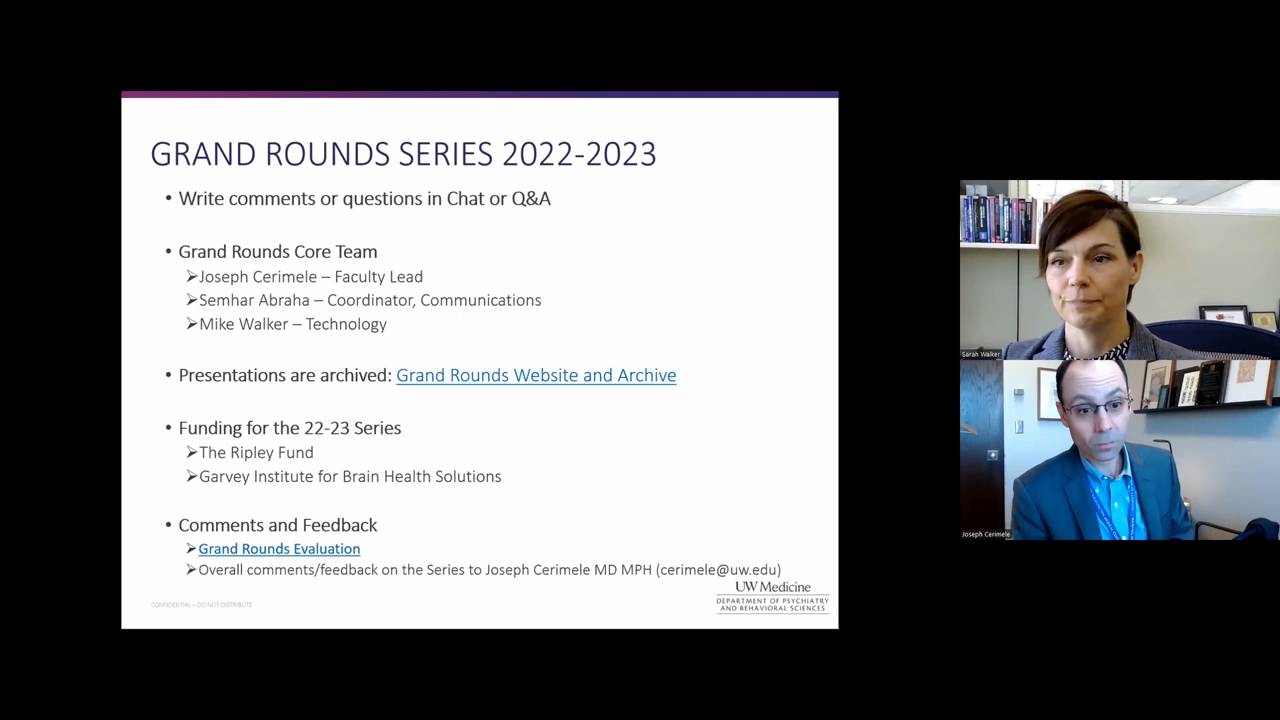 GRAND ROUNDS SERIES 2022-2023
• Write comments or questions in Chat or Q&A
• Grand Rounds Core Team
➢Joseph Cerimele – Faculty Lead
➢Semhar Abraha – Coordinator, Communications
➢Mike Walker – Technology
• Presentations are archived: Grand Rounds Website and Archive
• Funding for the 22-23 Series
➢The Ripley Fund
➢Garvey Institute for Brain Health Solutions
• Comments and Feedback
➢Grand Rounds Evaluation
➢Overall comments/feedback on the Series to Joseph Cerimele MD MPH (cerimele@uw.edu)
CONFIDENTIAL – DO NOT DISTRIBUTE
UW Medicine
DEPARTMENT OF PSYCHIATRY
AND BEHAVIORAL SCIENCES
Sarah Walker
Joseph Cerimele